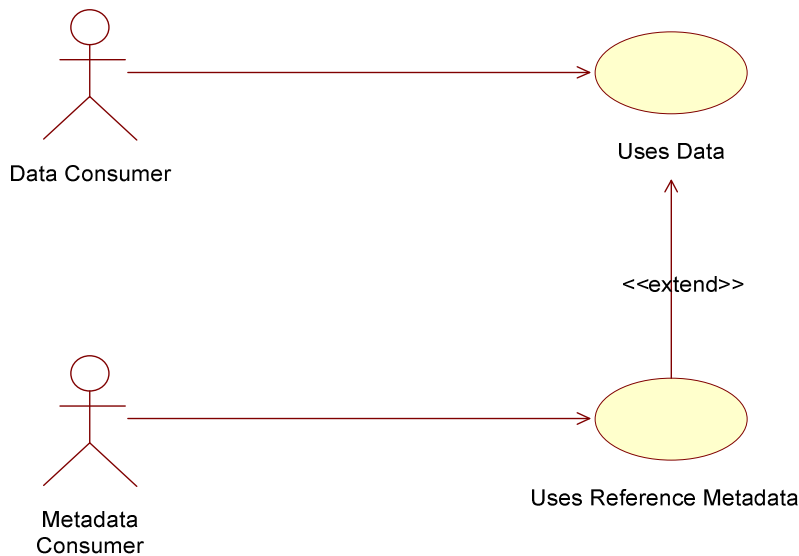 Data Consumer
Uses Data
<<extend>>
Uses Reference Metadata
Metadata
Consumer